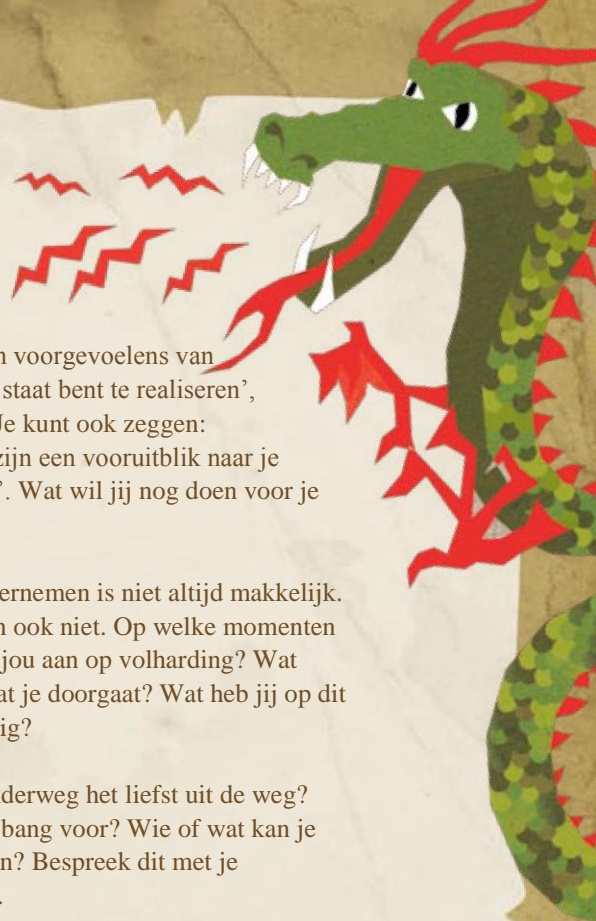 voorgevoelens van
staat bent te realiseren’,
Je kunt ook zeggen:
zijn een vooruitblik naar je
’. Wat wil jij nog doen voor je
ernemen is niet altijd makkelijk.
ook niet. Op welke momenten
jou aan op volharding? Wat
at je doorgaat? Wat heb jij op dit
ig?
derweg het liefst uit de weg?
bang voor? Wie of wat kan je
n? Bespreek dit met je
.